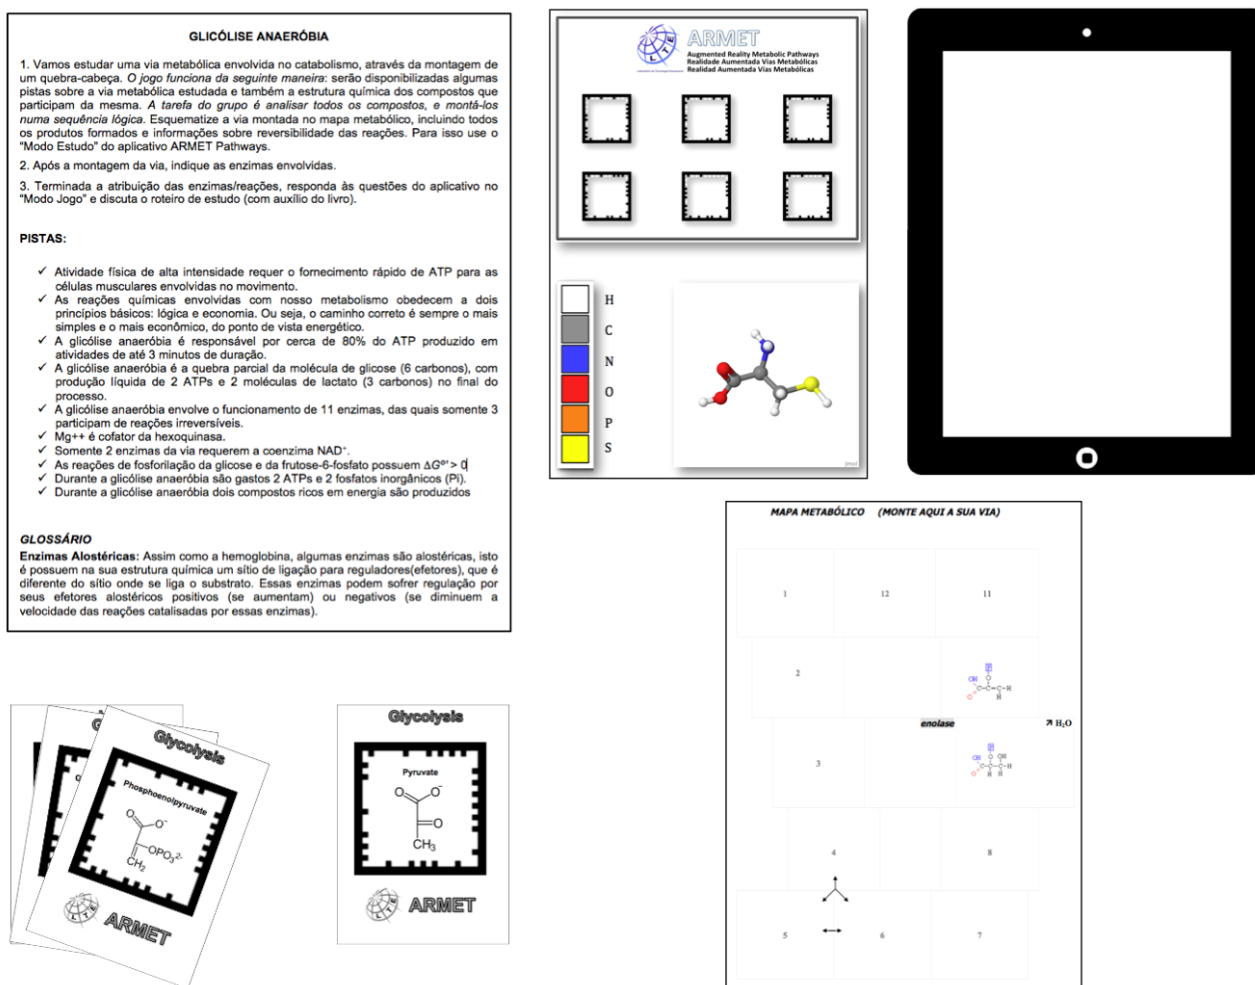 GLICÓLISE ANAERÓBIA
1. Vamos estudar uma via metabólica envolvida no catabolismo, através da montagem de
um quebra-cabeça. O jogo funciona da seguinte maneira: serão disponibilizadas algumas
pistas sobre a via metabólica estudada e também a estrutura química dos compostos que
participam da mesma. A tarefa do grupo é analisar todos os compostos, e montá-los
numa sequência lógica. Esquematize a via montada no mapa metabólico, incluindo todos
os produtos formados e informações sobre reversibilidade das reações. Para isso use o
"Modo Estudo" do aplicativo ARMET Pathways.
2. Após a montagem da via, indique as enzimas envolvidas.
3. Terminada a atribuição das enzimas/reações, responda às questões do aplicativo no
"Modo Jogo" e discuta o roteiro de estudo (com auxílio do livro).
PISTAS:
✓ Atividade física de alta intensidade requer o fornecimento rápido de ATP para as
células musculares envolvidas no movimento.
✓ As reações químicas envolvidas com nosso metabolismo obedecem a dois
princípios básicos: lógica e economia. Ou seja, o caminho correto é sempre o mais
simples e o mais econômico, do ponto de vista energético.
✓ A glicólise anaeróbia é responsável por cerca de 80% do ATP produzido em
atividades de até 3 minutos de duração.
✓ A glicólise anaeróbia é a quebra parcial da molécula de glicose (6 carbonos), com
produção líquida de 2 ATPs e 2 moléculas de lactato (3 carbonos) no final do
processo.
✓ A glicólise anaeróbia envolve o funcionamento de 11 enzimas, das quais somente 3
participam de reações irreversíveis.
✓ Mg++ é cofator da hexoquinase.
✓ Somente 2 enzimas da via requerem a coenzima NAD⁺.
✓ As reações de fosforilação da glicose e da frutose-6-fosfato possuem ΔGº'> 0
✓ Durante a glicólise anaeróbia são gastos 2 ATPs e 2 fosfatos inorgânicos (Pi).
✓ Durante a glicólise anaeróbia dois compostos ricos em energia são produzidos
GLOSSÁRIO
Enzimas Alostéricas: Assim como a hemoglobina, algumas enzimas são alostéricas, isto
é possuem na sua estrutura química um sítio de ligação para reguladores(efetores), que é
diferente do sítio onde se liga o substrato. Essas enzimas podem sofrer regulação por
seus efetores alostéricos positivos (se aumentam) ou negativos (se diminuem a
velocidade das reações catalisadas por essas enzimas).
LTE
ARMET
Augmented Reality Metabolic Pathways
Realidade Aumentada Vias Metabólicas
Realidad Aumentada Vías Metabólicas
H
C
N
O
P
S
jmol
MAPA METABÓLICO (MONTE AQUI A SUA VIA)
1 12 11
2
P
OH O
C-C=C-H
O H
enolase ↗ H₂O
3
P
OH O OH
C-C-C-H
O H H
4 8
5 6 7
Glycolysis
Phosphoenolpyruvate
O
O⁻
OPO₃²⁻
CH₂
LTE ARMET
Glycolysis
Pyruvate
O O⁻
O
CH₃
LTE ARMET